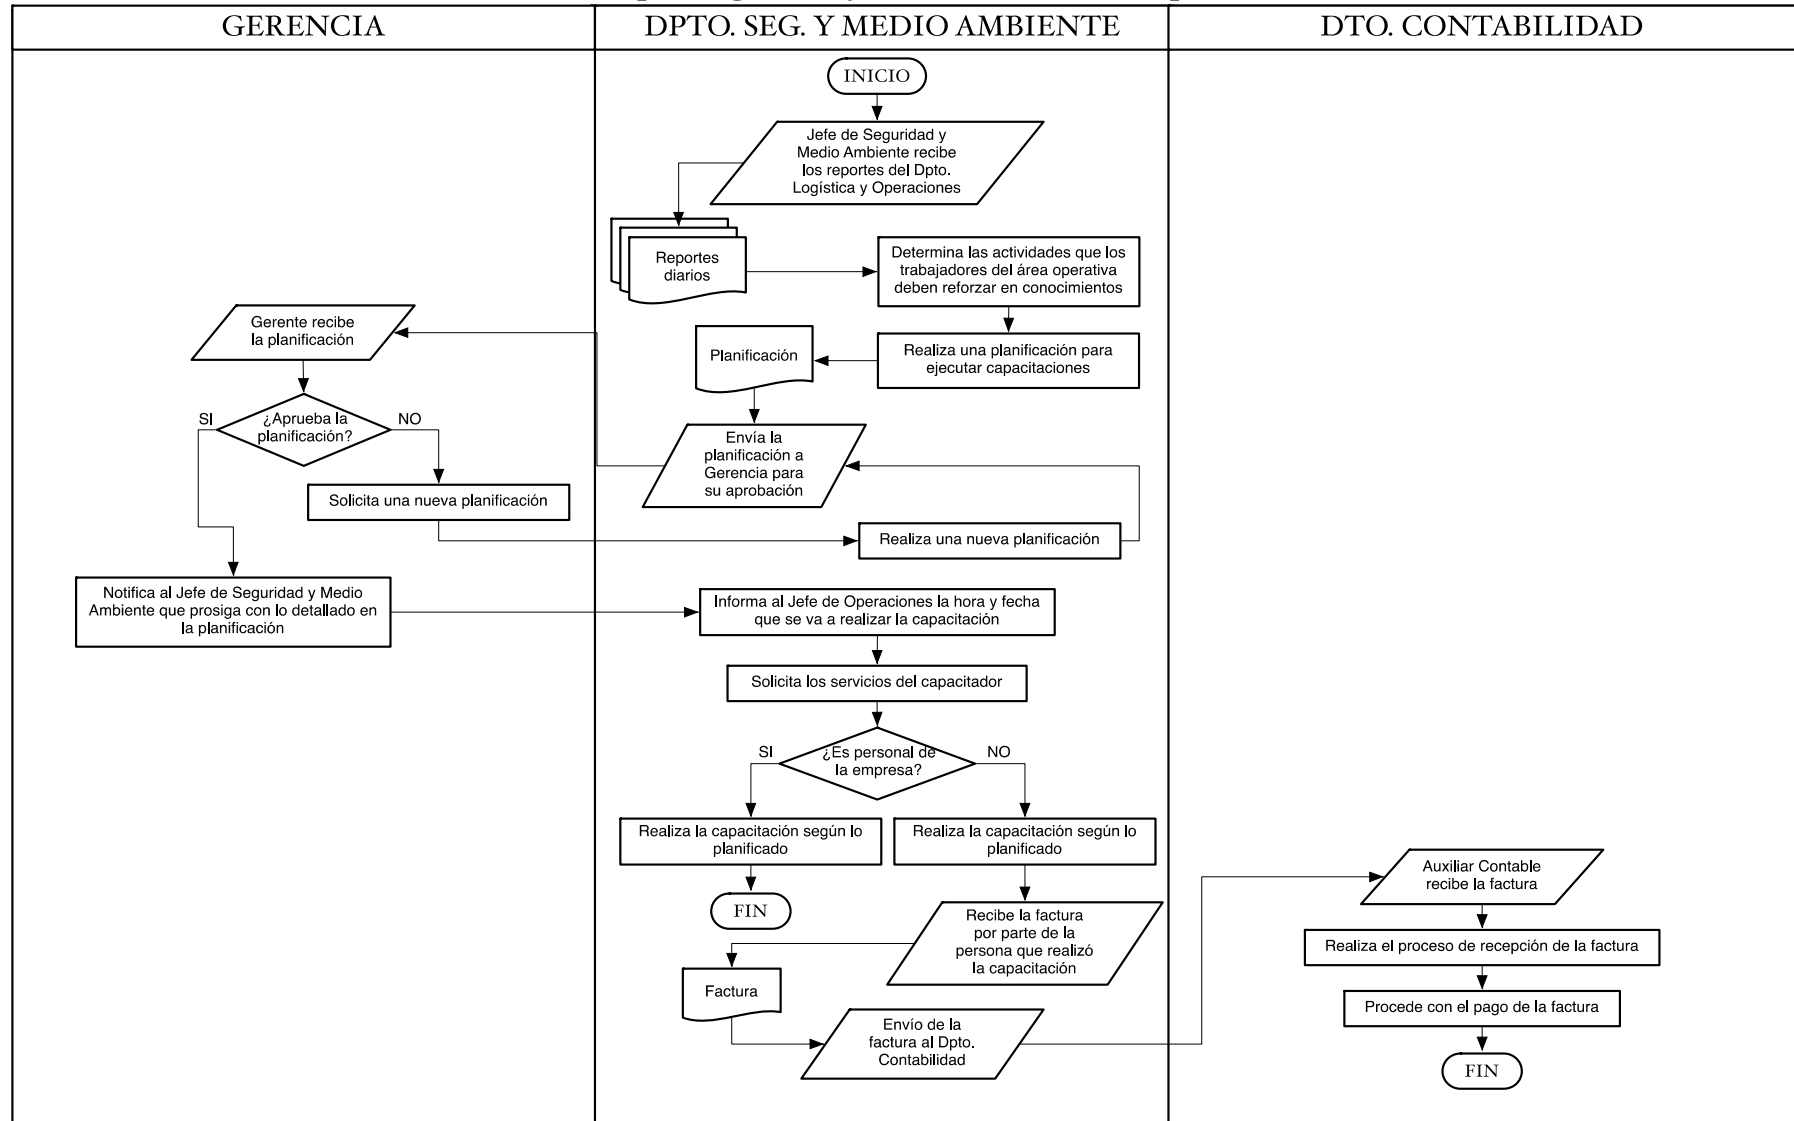 GERENCIA
DPTO. SEG. Y MEDIO AMBIENTE
DTO. CONTABILIDAD
INICIO
Jefe de Seguridad y
Medio Ambiente recibe
los reportes del Dpto.
Logística y Operaciones
Reportes
diarios
Determina las actividades que los
trabajadores del área operativa
deben reforzar en conocimientos
Gerente recibe
la planificación
Planificación
Realiza una planificación para
ejecutar capacitaciones
SI
¿Aprueba la
planificación?
NO
Envía la
planificación a
Gerencia para
su aprobación
Solicita una nueva planificación
Realiza una nueva planificación
Notifica al Jefe de Seguridad y Medio
Ambiente que prosiga con lo detallado en
la planificación
Informa al Jefe de Operaciones la hora y fecha
que se va a realizar la capacitación
Solicita los servicios del capacitador
SI
¿Es personal de
la empresa?
NO
Realiza la capacitación según lo
planificado
Realiza la capacitación según lo
planificado
FIN
Recibe la factura
por parte de la
persona que realizó
la capacitación
Factura
Envío de la
factura al Dpto.
Contabilidad
Auxiliar Contable
recibe la factura
Realiza el proceso de recepción de la factura
Procede con el pago de la factura
FIN